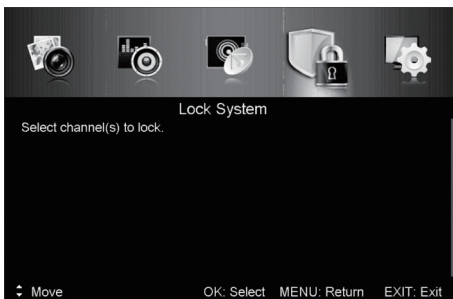 Lock System
Select channel(s) to lock.
Move OK: Select MENU: Return EXIT: Exit